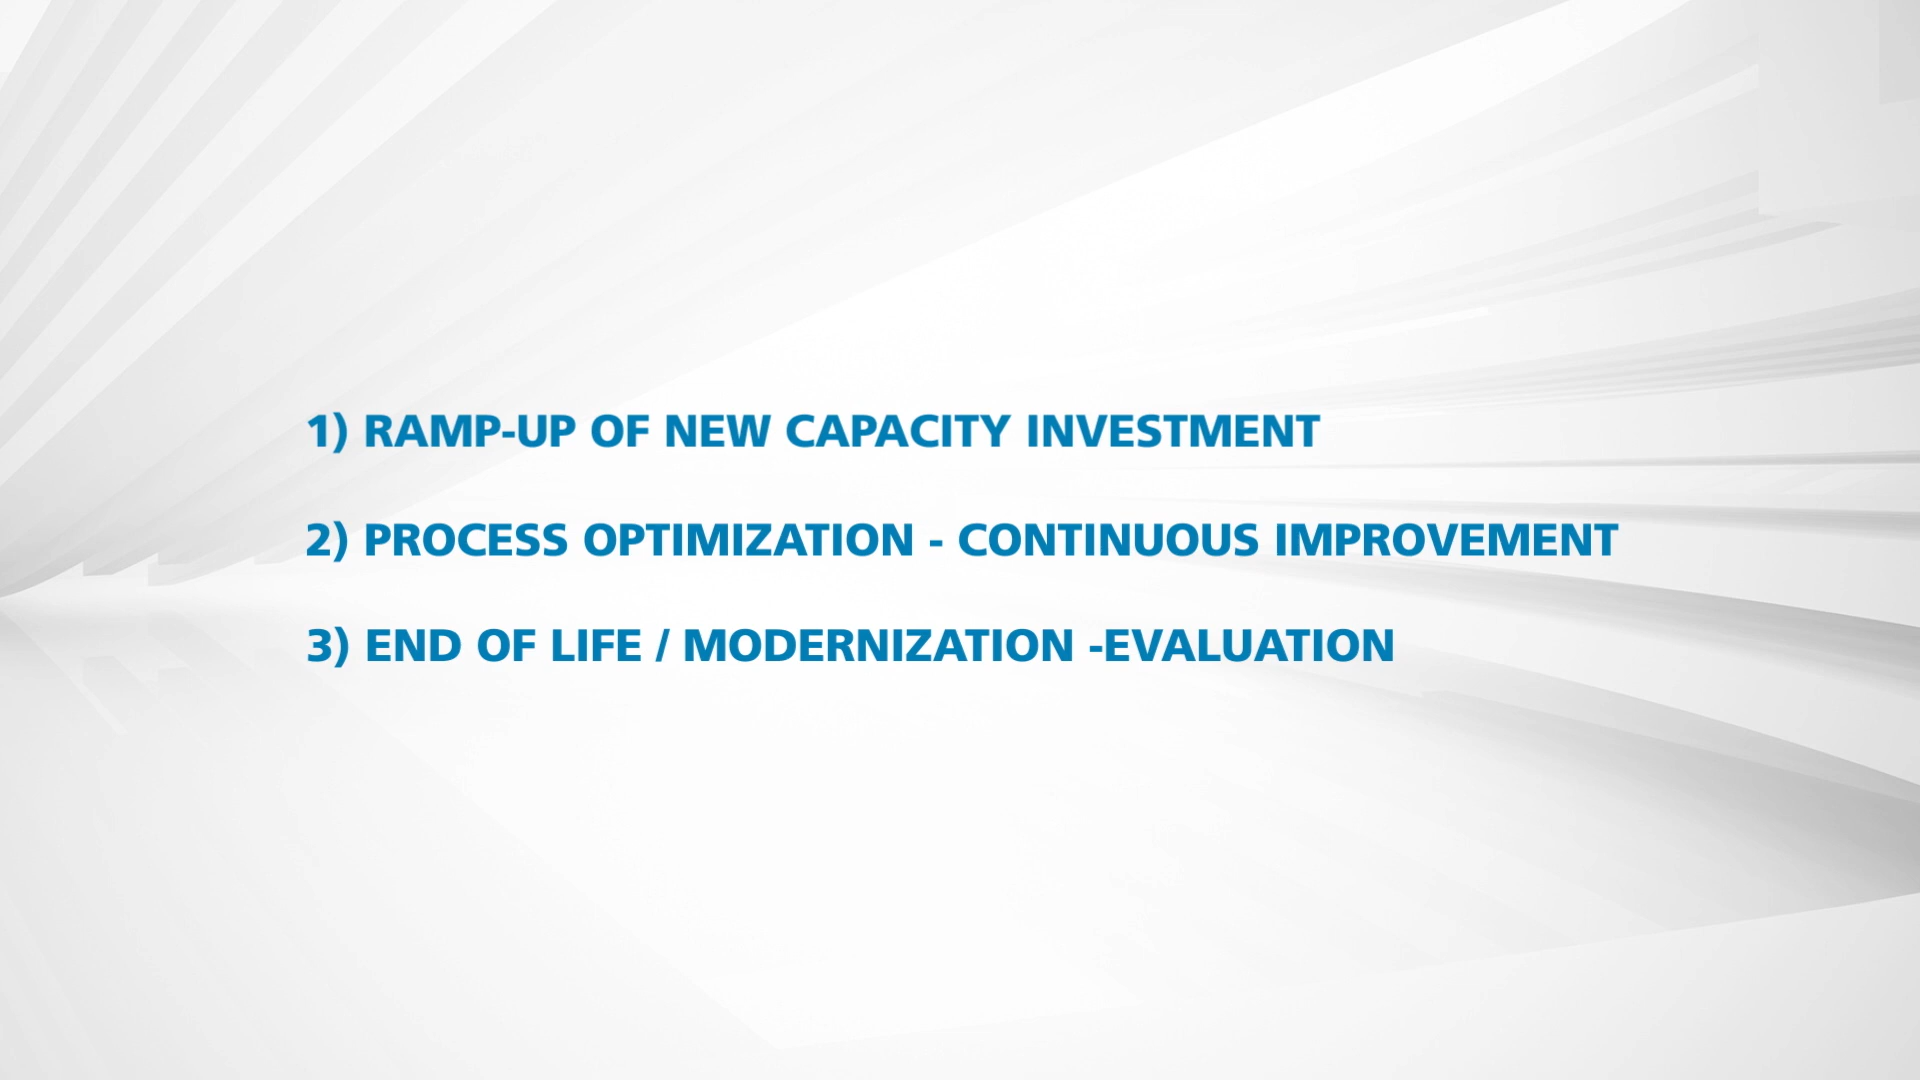 1) RAMP-UP OF NEW CAPACITY INVESTMENT
2) PROCESS OPTIMIZATION - CONTINUOUS IMPROVEMENT
3) END OF LIFE / MODERNIZATION -EVALUATION